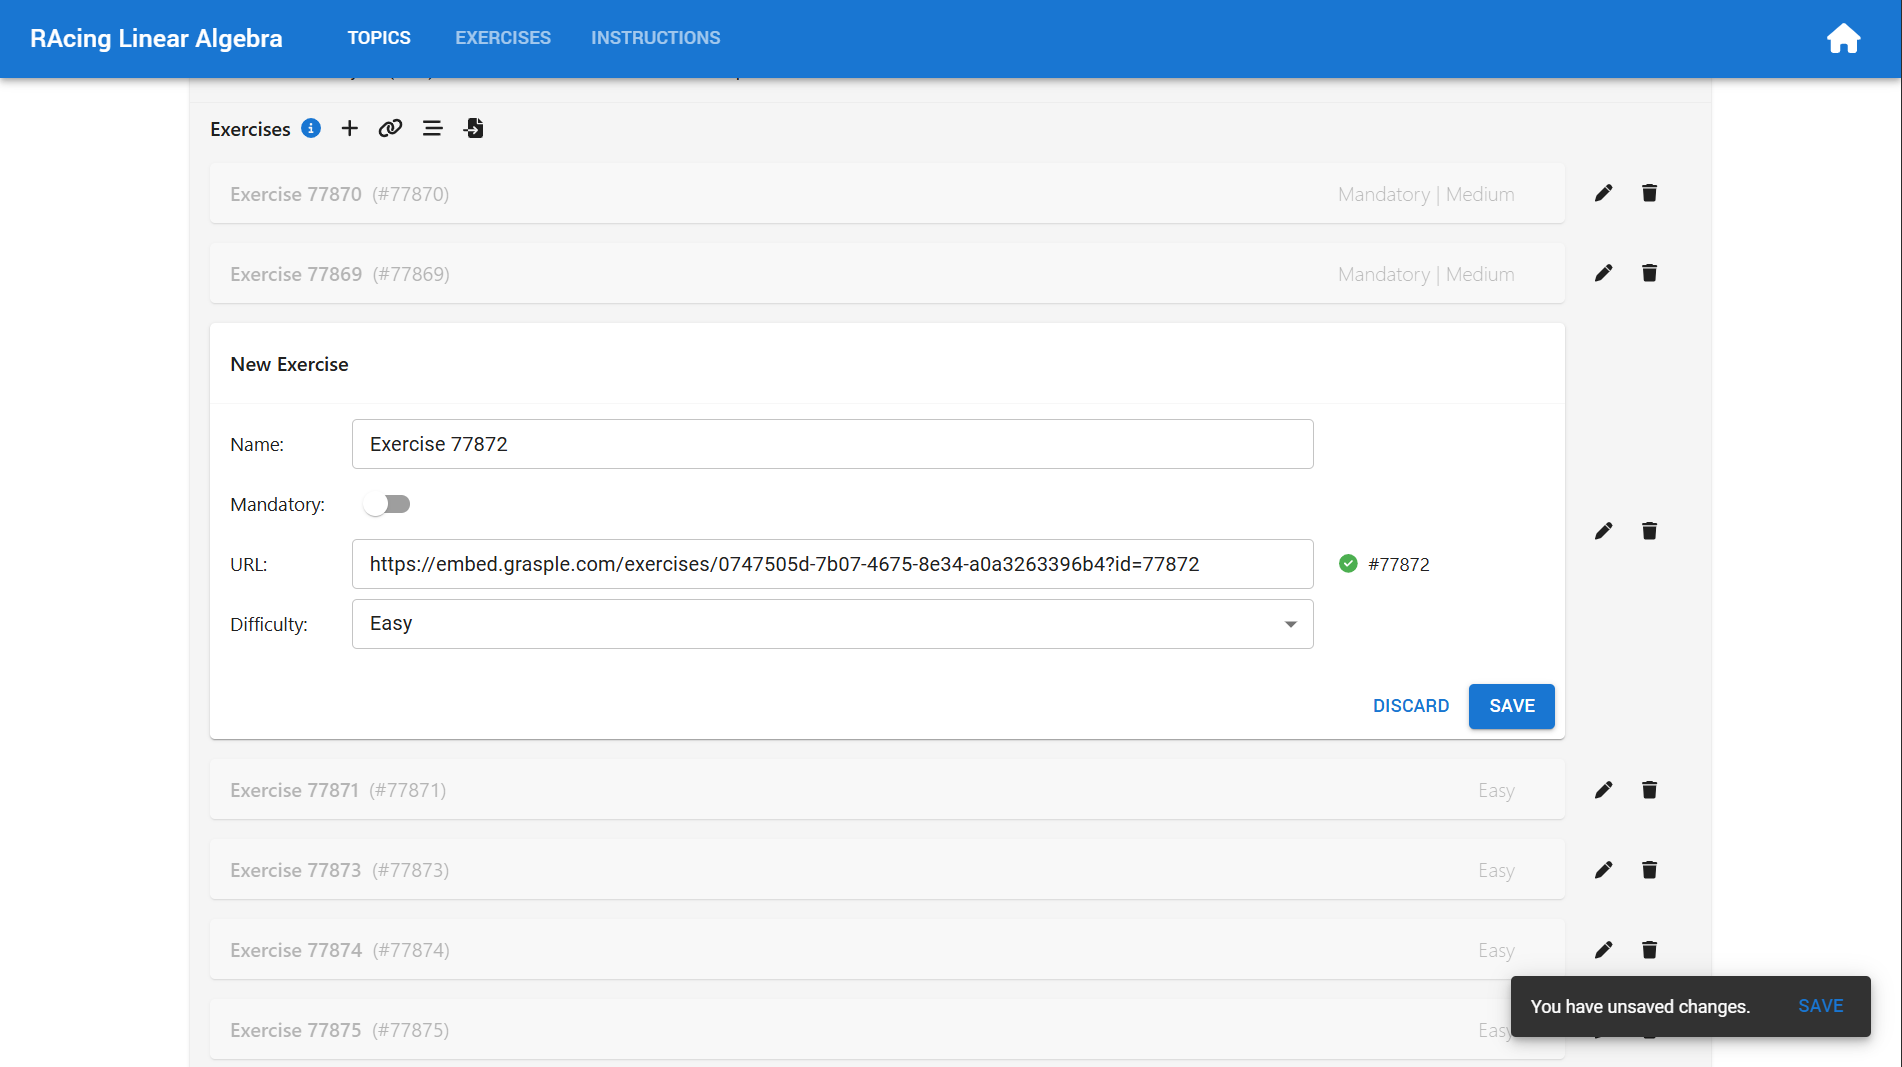 RAcing Linear Algebra TOPICS EXERCISES INSTRUCTIONS
Exercises
Exercise 77870 (#77870) Mandatory | Medium
Exercise 77869 (#77869) Mandatory | Medium
New Exercise
Name: Exercise 77872
Mandatory:
URL: https://embed.grasple.com/exercises/0747505d-7b07-4675-8e34-a0a3263396b4?id=77872 #77872
Difficulty: Easy
DISCARD SAVE
Exercise 77871 (#77871) Easy
Exercise 77873 (#77873) Easy
Exercise 77874 (#77874) Easy
You have unsaved changes. SAVE
Exercise 77875 (#77875) Easy